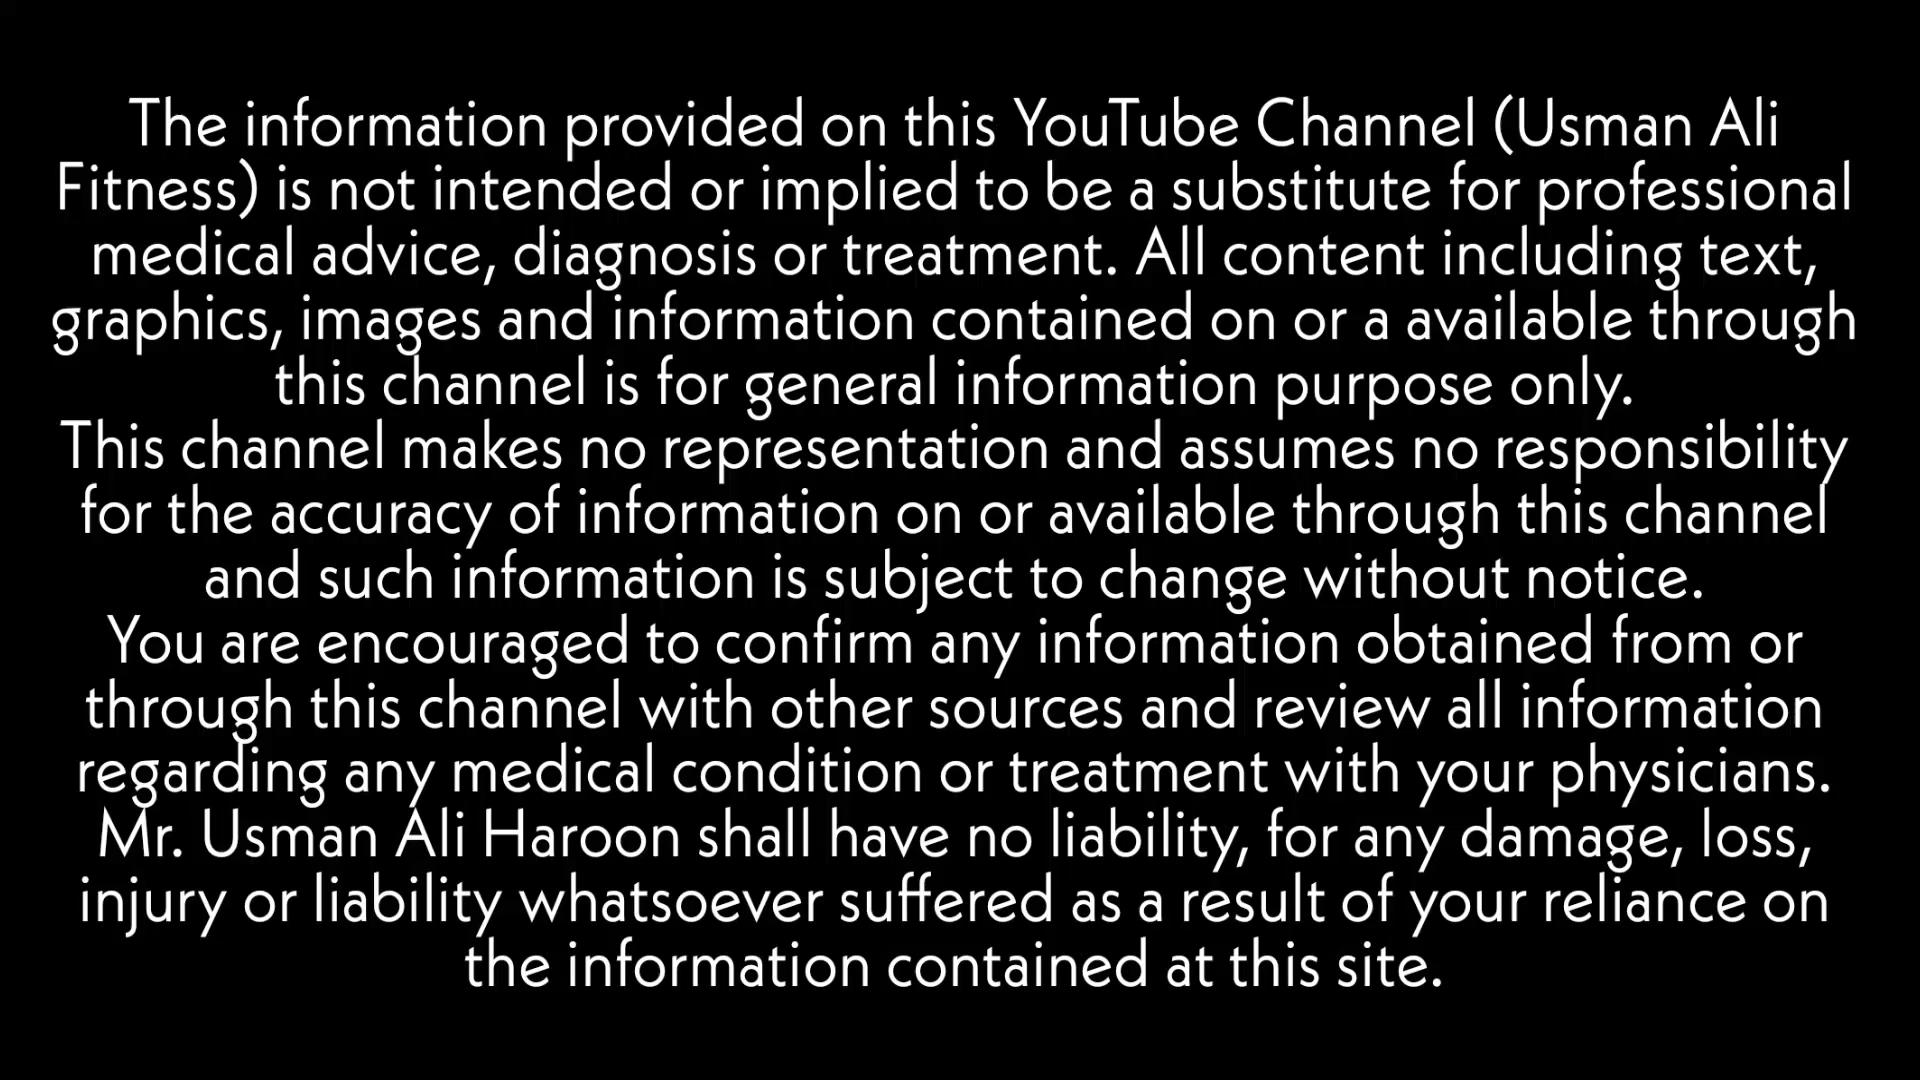 The information provided on this YouTube Channel (Usman Ali
Fitness) is not intended or implied to be a substitute for professional
medical advice, diagnosis or treatment. All content including text,
graphics, images and information contained on or a available through
this channel is for general information purpose only.
This channel makes no representation and assumes no responsibility
for the accuracy of information on or available through this channel
and such information is subject to change without notice.
You are encouraged to confirm any information obtained from or
through this channel with other sources and review all information
regarding any medical condition or treatment with your physicians.
Mr. Usman Ali Haroon shall have no liability, for any damage, loss,
injury or liability whatsoever suffered as a result of your reliance on
the information contained at this site.